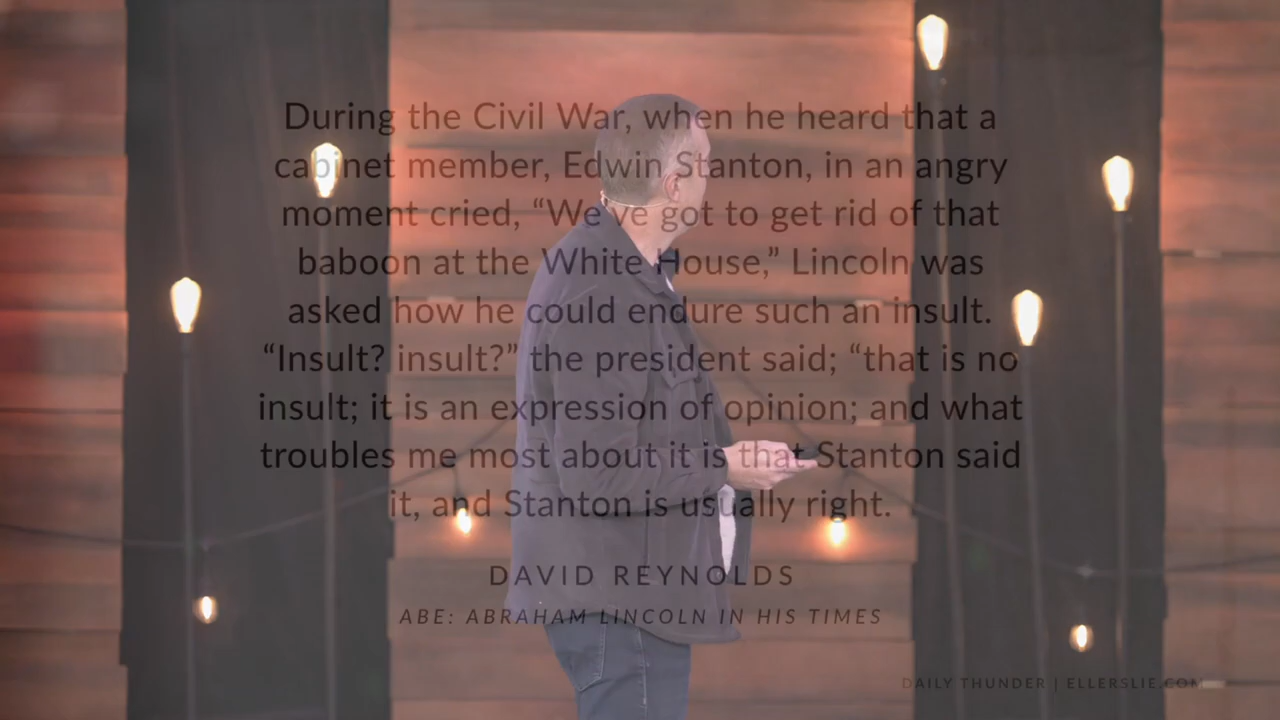 During the Civil War, when he heard that a
cabinet member, Edwin Stanton, in an angry
moment cried, “We’ve got to get rid of that
baboon at the White House,” Lincoln was
asked how he could endure such an insult.
“Insult? insult?” the president said; “that is no
insult; it is an expression of opinion; and what
troubles me most about it is that Stanton said
it, and Stanton is usually right.
DAVID REYNOLDS
ABE: ABRAHAM LINCOLN IN HIS TIMES
DAILY THUNDER | ELLERSLIE.COM